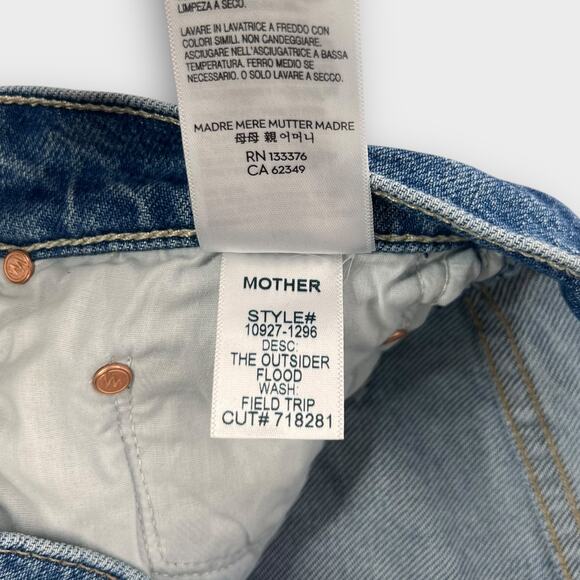 LIMPEZA A SECO.
LAVARE IN LAVATRICE A FREDDO CON
COLORI SIMILI. NON CANDEGGIARE.
ASCIUGARE NELL'ASCIUGATRICE A BASSA
TEMPERATURA. FERRO MEDIO SE
NECESSARIO. O SOLO LAVARE A SECCO.
MADRE MERE MUTTER MADRE
母母 親 어머니
RN 133376
CA 62349
MOTHER
STYLE#
10927-1296
DESC:
THE OUTSIDER
FLOOD
WASH:
FIELD TRIP
CUT# 718281